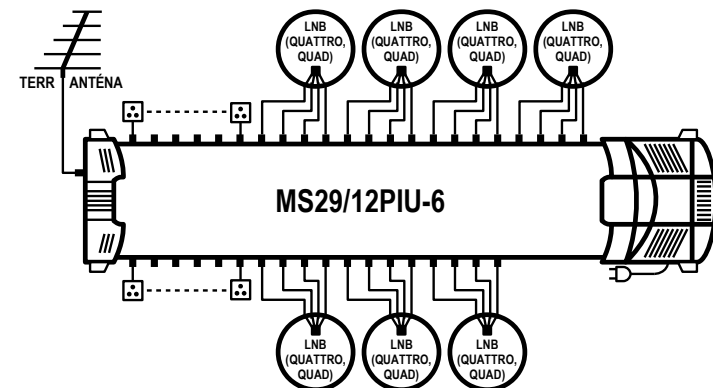 LNB
(QUATTRO,
QUAD)
LNB
(QUATTRO,
QUAD)
LNB
(QUATTRO,
QUAD)
LNB
(QUATTRO,
QUAD)
TERR ANTÉNA
MS29/12PIU-6
LNB
(QUATTRO,
QUAD)
LNB
(QUATTRO,
QUAD)
LNB
(QUATTRO,
QUAD)